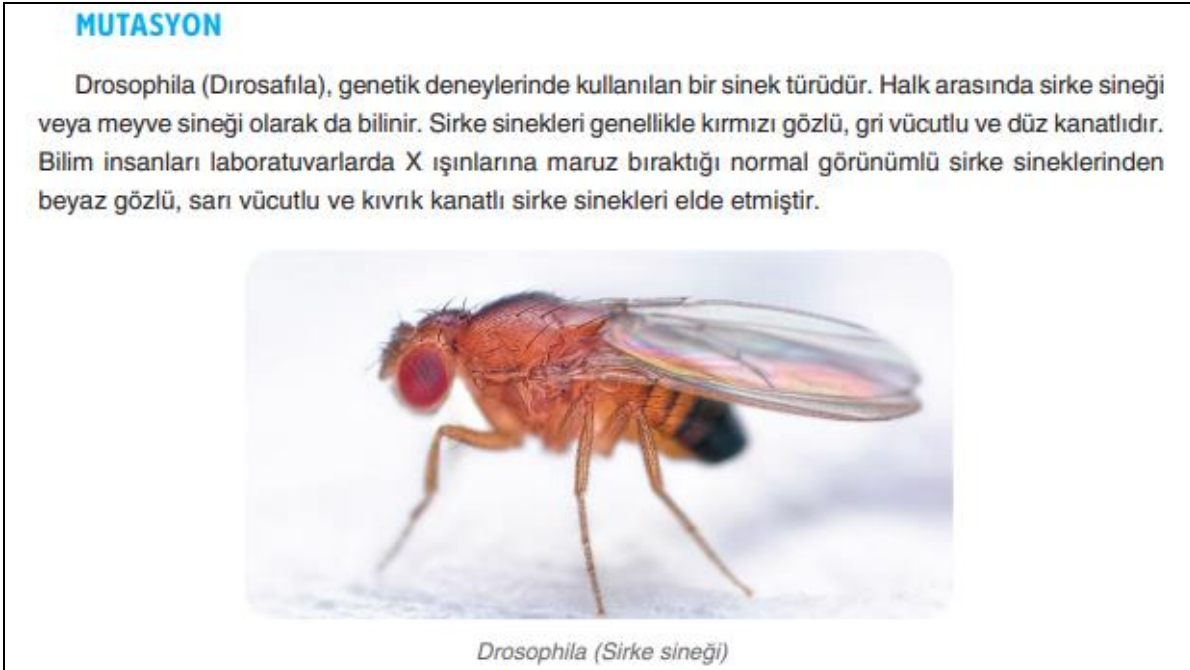 MUTASYON
Drosophila (Dırosafıla), genetik deneylerinde kullanılan bir sinek türüdür. Halk arasında sirke sineği
veya meyve sineği olarak da bilinir. Sirke sinekleri genellikle kırmızı gözlü, gri vücutlu ve düz kanatlıdır.
Bilim insanları laboratuvarlarda X ışınlarına maruz bıraktığı normal görünümlü sirke sineklerinden
beyaz gözlü, sarı vücutlu ve kıvrık kanatlı sirke sinekleri elde etmiştir.
Drosophila (Sirke sineği)